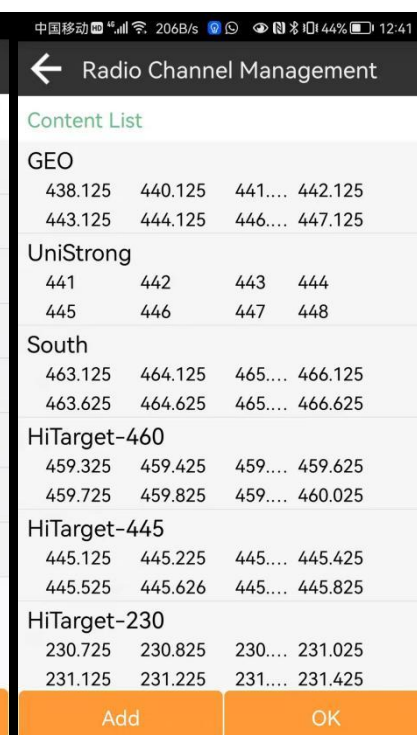 中国移动 HD 46 206B/s 44% 12:41
Radio Channel Management
Content List
GEO
438.125 440.125 441.... 442.125
443.125 444.125 446.... 447.125
UniStrong
441 442 443 444
445 446 447 448
South
463.125 464.125 465.... 466.125
463.625 464.625 465.... 466.625
HiTarget-460
459.325 459.425 459.... 459.625
459.725 459.825 459.... 460.025
HiTarget-445
445.125 445.225 445.... 445.425
445.525 445.626 445.... 445.825
HiTarget-230
230.725 230.825 230.... 231.025
231.125 231.225 231.... 231.425
Add OK